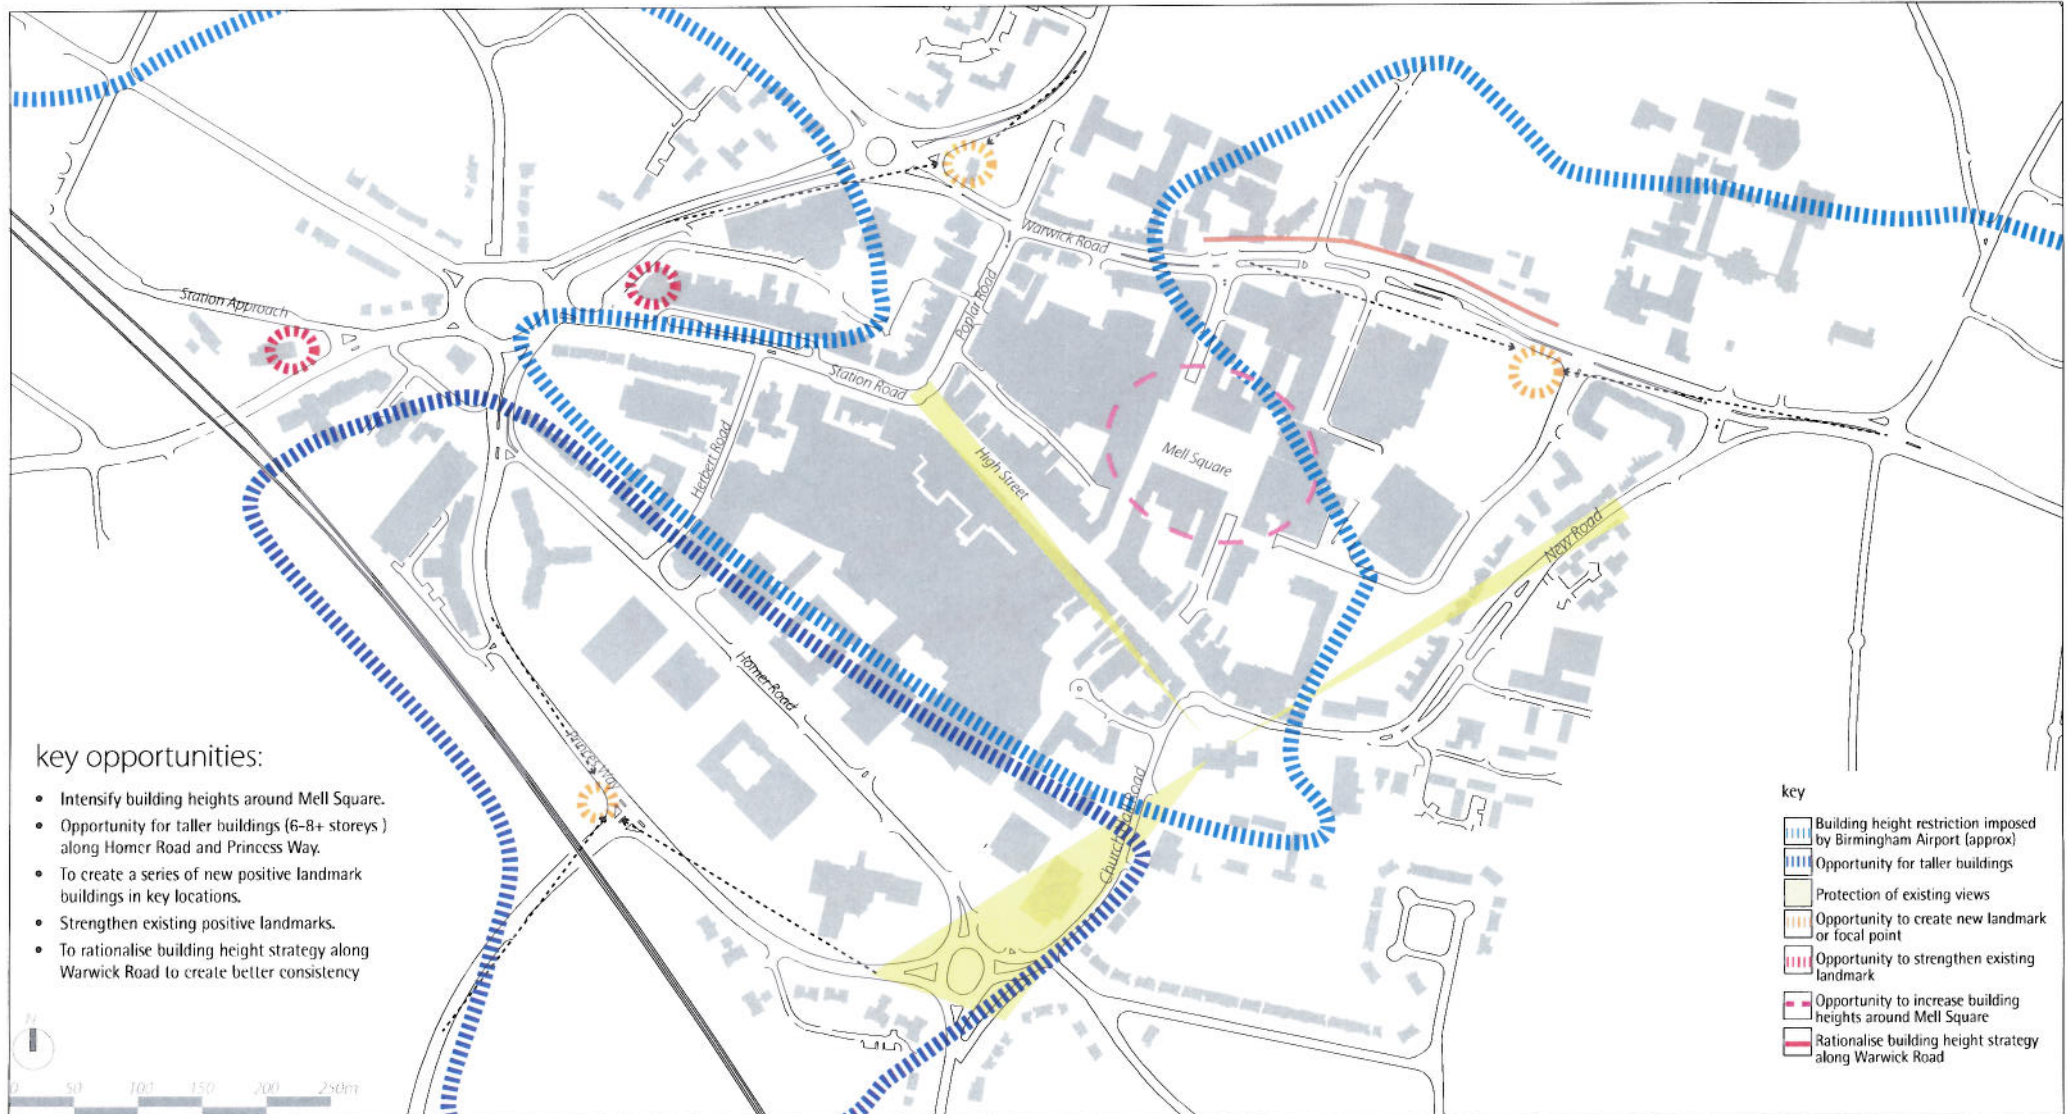 Warwick Road
Station Approach
Poplar Road
Station Road
Herbert Road
High Street
Mell Square
New Road
Homer Road
Princes Way
Church Hill Road
key opportunities:
• Intensify building heights around Mell Square.
• Opportunity for taller buildings (6-8+ storeys )
along Homer Road and Princess Way.
• To create a series of new positive landmark
buildings in key locations.
• Strengthen existing positive landmarks.
• To rationalise building height strategy along
Warwick Road to create better consistency
N
0 50 100 150 200 250m
key
Building height restriction imposed
by Birmingham Airport (approx)
Opportunity for taller buildings
Protection of existing views
Opportunity to create new landmark
or focal point
Opportunity to strengthen existing
landmark
Opportunity to increase building
heights around Mell Square
Rationalise building height strategy
along Warwick Road